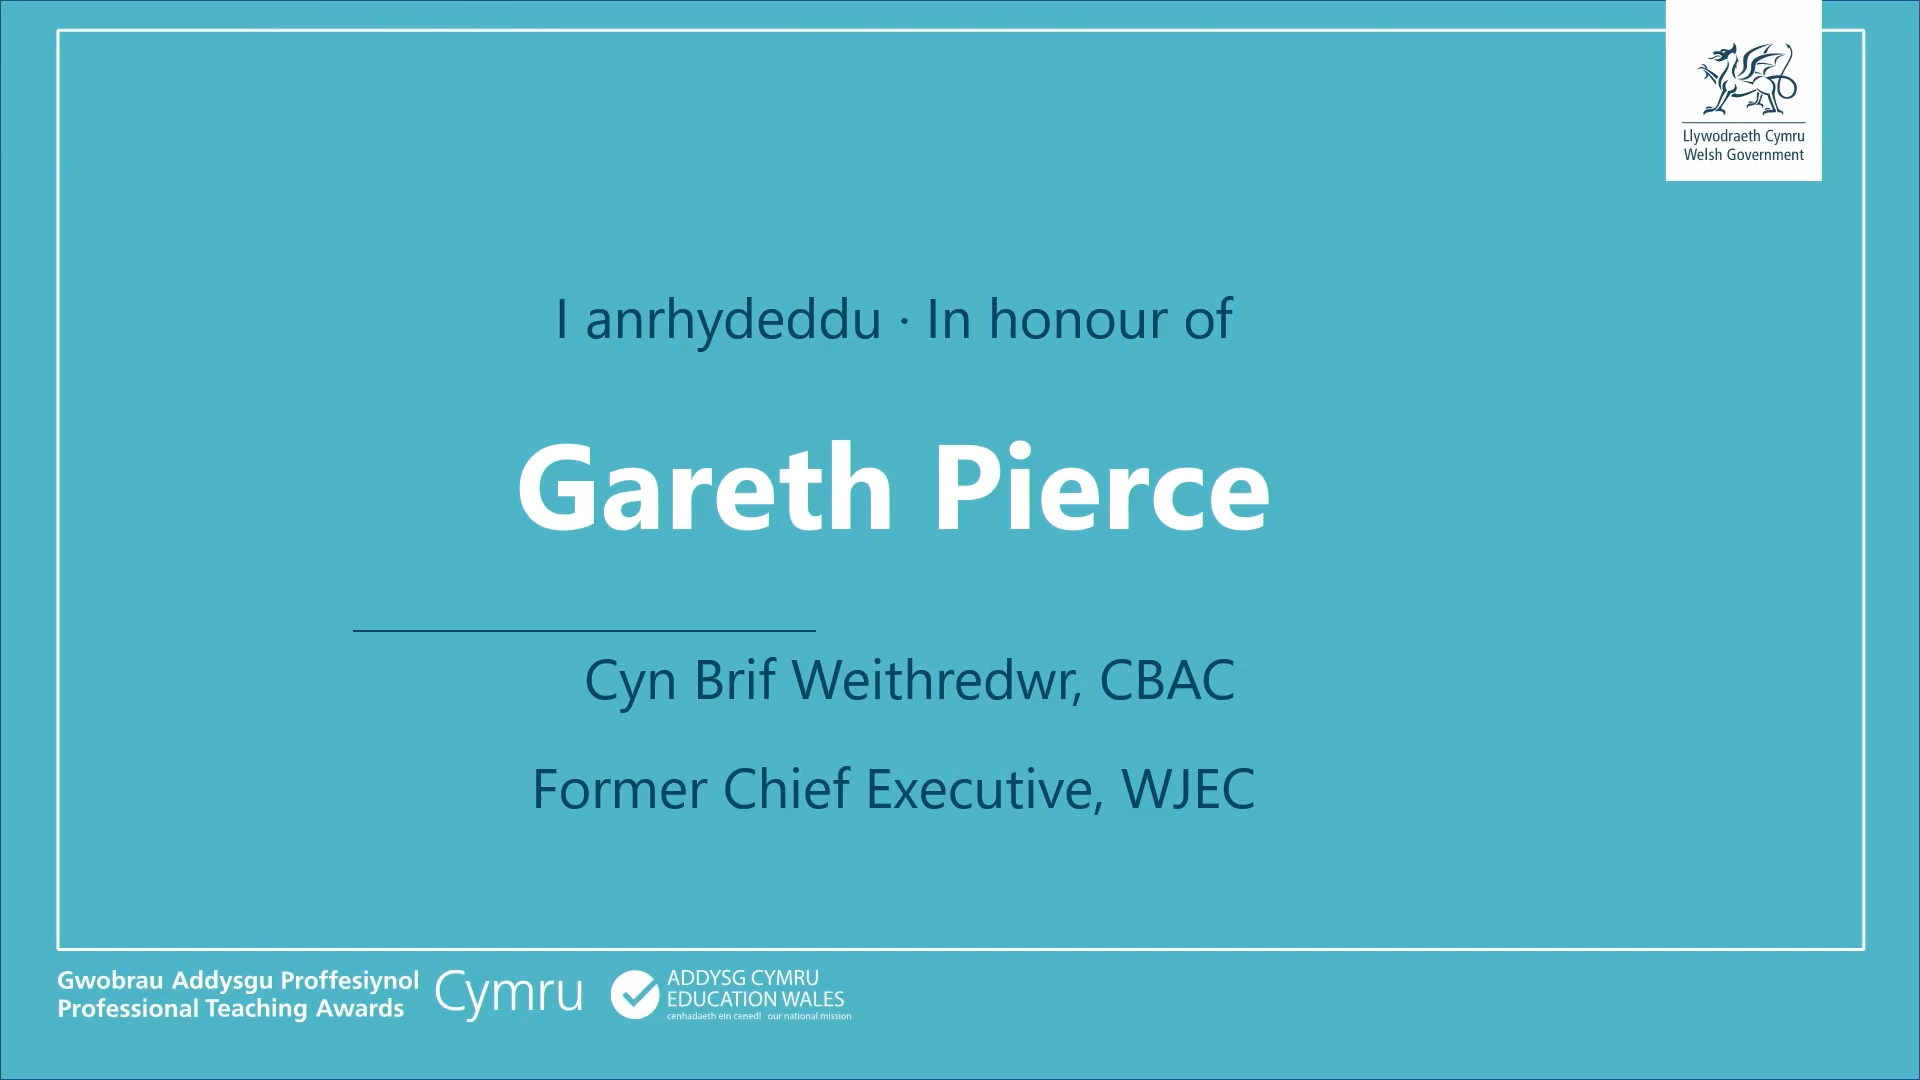 Llywodraeth Cymru
Welsh Government
I anrhydeddu · In honour of
Gareth Pierce
Cyn Brif Weithredwr, CBAC
Former Chief Executive, WJEC
Gwobrau Addysgu Proffesiynol
Professional Teaching Awards
Cymru
ADDYSG CYMRU
EDUCATION WALES
cenhadaeth ein cenedl our national mission